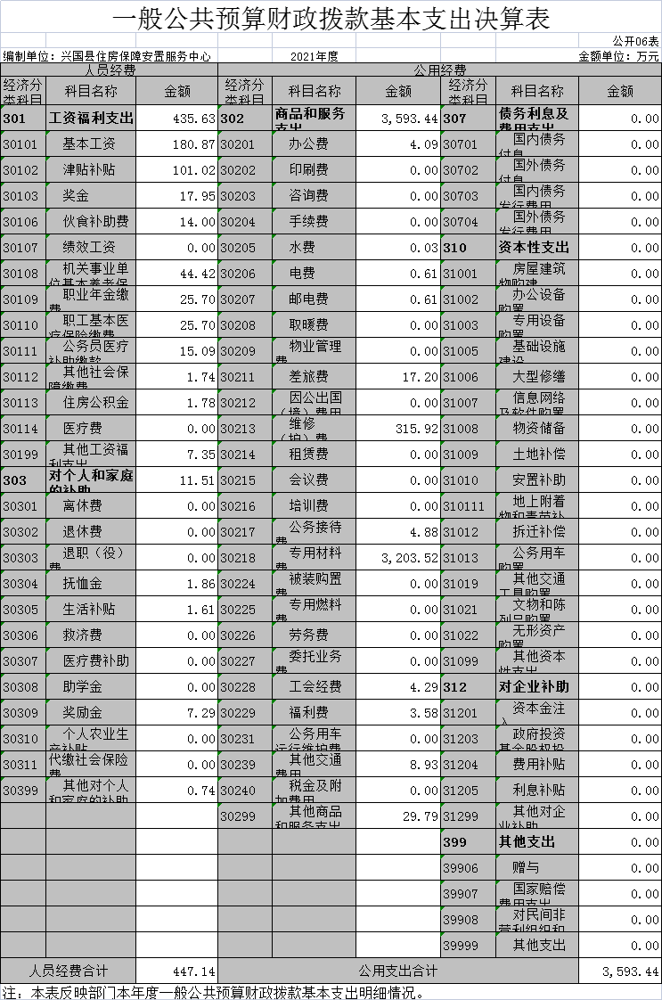 一般公共预算财政拨款基本支出决算表
公开06表
编制单位：兴国县住房保障安置服务中心 2021年度 金额单位：万元
人员经费 公用经费
经济分类科目 科目名称 金额 经济分类科目 科目名称 金额 经济分类科目 科目名称 金额
301 工资福利支出 435.63 302 商品和服务支出 3,593.44 307 债务利息及费用支出 0.00
30101 基本工资 180.87 30201 办公费 4.09 30701 国内债务付息 0.00
30102 津贴补贴 101.02 30202 印刷费 0.00 30702 国外债务付息 0.00
30103 奖金 17.95 30203 咨询费 0.00 30703 国内债务发行费用 0.00
30106 伙食补助费 14.00 30204 手续费 0.00 30704 国外债务发行费用 0.00
30107 绩效工资 0.00 30205 水费 0.03 310 资本性支出 0.00
30108 机关事业单位基本养老保 44.42 30206 电费 0.61 31001 房屋建筑物购建 0.00
30109 职业年金缴费 25.70 30207 邮电费 0.61 31002 办公设备购置 0.00
30110 职工基本医疗保险缴费 25.70 30208 取暖费 0.00 31003 专用设备购置 0.00
30111 公务员医疗补助缴款 15.09 30209 物业管理费 0.00 31005 基础设施建设 0.00
30112 其他社会保障缴费 1.74 30211 差旅费 17.20 31006 大型修缮 0.00
30113 住房公积金 1.78 30212 因公出国（境）费用 0.00 31007 信息网络及软件购置 0.00
30114 医疗费 0.00 30213 维修（护）费 315.92 31008 物资储备 0.00
30199 其他工资福利支出 7.35 30214 租赁费 0.00 31009 土地补偿 0.00
303 对个人和家庭的补助 11.51 30215 会议费 0.00 31010 安置补助 0.00
30301 离休费 0.00 30216 培训费 0.00 310111 地上附着物和青苗补 0.00
30302 退休费 0.00 30217 公务接待费 4.88 31012 拆迁补偿 0.00
30303 退职（役）费 0.00 30218 专用材料费 3,203.52 31013 公务用车购置 0.00
30304 抚恤金 1.86 30224 被装购置费 0.00 31019 其他交通工具购置 0.00
30305 生活补贴 1.61 30225 专用燃料费 0.00 31021 文物和陈列品购置 0.00
30306 救济费 0.00 30226 劳务费 0.00 31022 无形资产购置 0.00
30307 医疗费补助 0.00 30227 委托业务费 0.00 31099 其他资本性支出 0.00
30308 助学金 0.00 30228 工会经费 4.29 312 对企业补助 0.00
30309 奖励金 7.29 30229 福利费 3.58 31201 资本金注入 0.00
30310 个人农业生产补贴 0.00 30231 公务用车运行维护费 0.00 31203 政府投资基金股权投 0.00
30311 代缴社会保险费 0.00 30239 其他交通费用 8.93 31204 费用补贴 0.00
30399 其他对个人和家庭的补助 0.74 30240 税金及附加费用 0.00 31205 利息补贴 0.00
30299 其他商品和服务支出 29.79 31299 其他对企业补助 0.00
399 其他支出 0.00
39906 赠与 0.00
39907 国家赔偿费用支出 0.00
39908 对民间非营利组织和 0.00
39999 其他支出 0.00
人员经费合计 447.14 公用支出合计 3,593.44
注：本表反映部门本年度一般公共预算财政拨款基本支出明细情况。